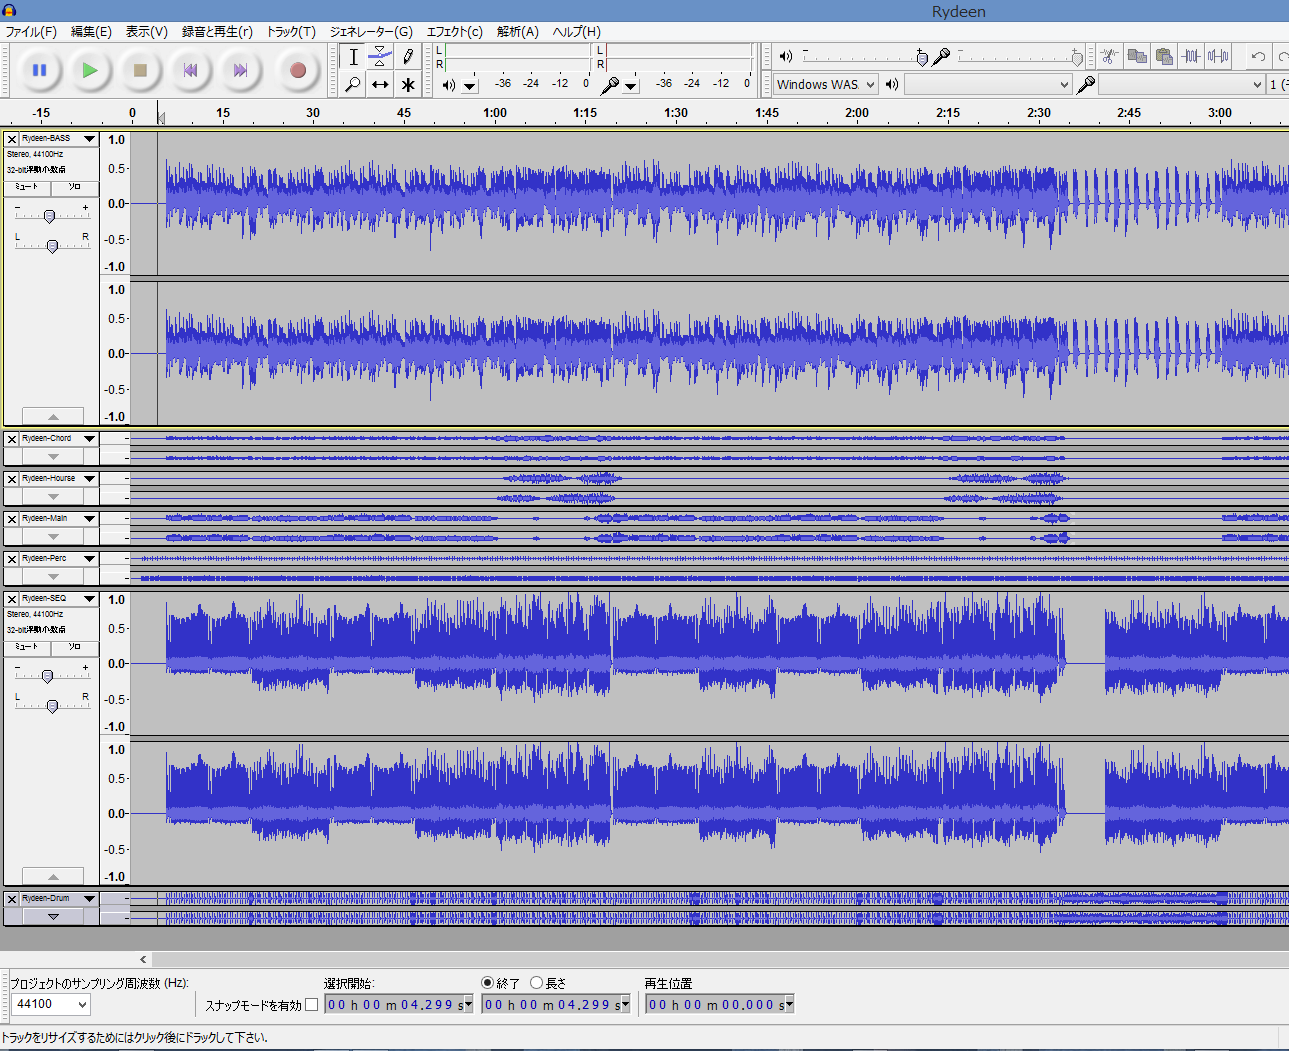 Rydeen
ファイル(F) 編集(E) 表示(V) 録音と再生(r) トラック(T) ジェネレーター(G) エフェクト(c) 解析(A) ヘルプ(H)
L L
R R
-36 -24 -12 0 -36 -24 -12 0
- + -
Windows WAS 1 (
-15 0 15 30 45 1:00 1:15 1:30 1:45 2:00 2:15 2:30 2:45 3:00
Rydeen-BASS
Stereo, 44100Hz
32-bit浮動小数点
ミュート ソロ
- +
L R
1.0
0.5
0.0
-0.5
-1.0
1.0
0.5
0.0
-0.5
-1.0
Rydeen-Chord
Rydeen-Hourse
Rydeen-Main
Rydeen-Perc
Rydeen-SEQ
Stereo, 44100Hz
32-bit浮動小数点
ミュート ソロ
- +
L R
1.0
0.5
0.0
-0.5
-1.0
1.0
0.5
0.0
-0.5
-1.0
Rydeen-Drum
プロジェクトのサンプリング周波数 (Hz): 選択開始: 終了 長さ 再生位置
44100 スナップモードを有効 00 h 00 m 04.299 s 00 h 00 m 04.299 s 00 h 00 m 00.000 s
トラックをリサイズするためにはクリック後にドラックして下さい.